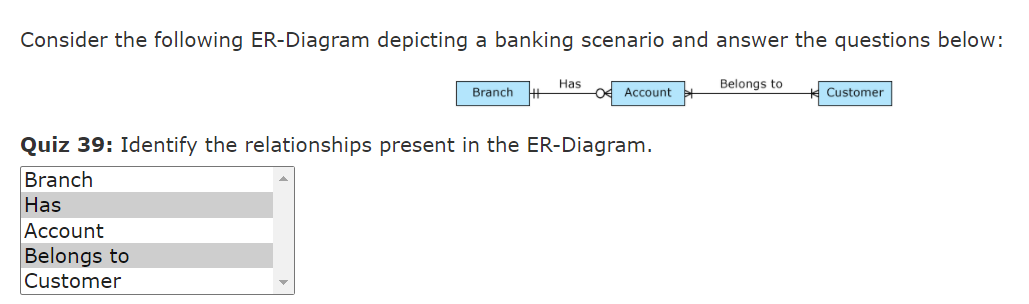 Consider the following ER-Diagram depicting a banking scenario and answer the questions below:
Branch Has Account Belongs to Customer
Quiz 39: Identify the relationships present in the ER-Diagram.
Branch
Has
Account
Belongs to
Customer